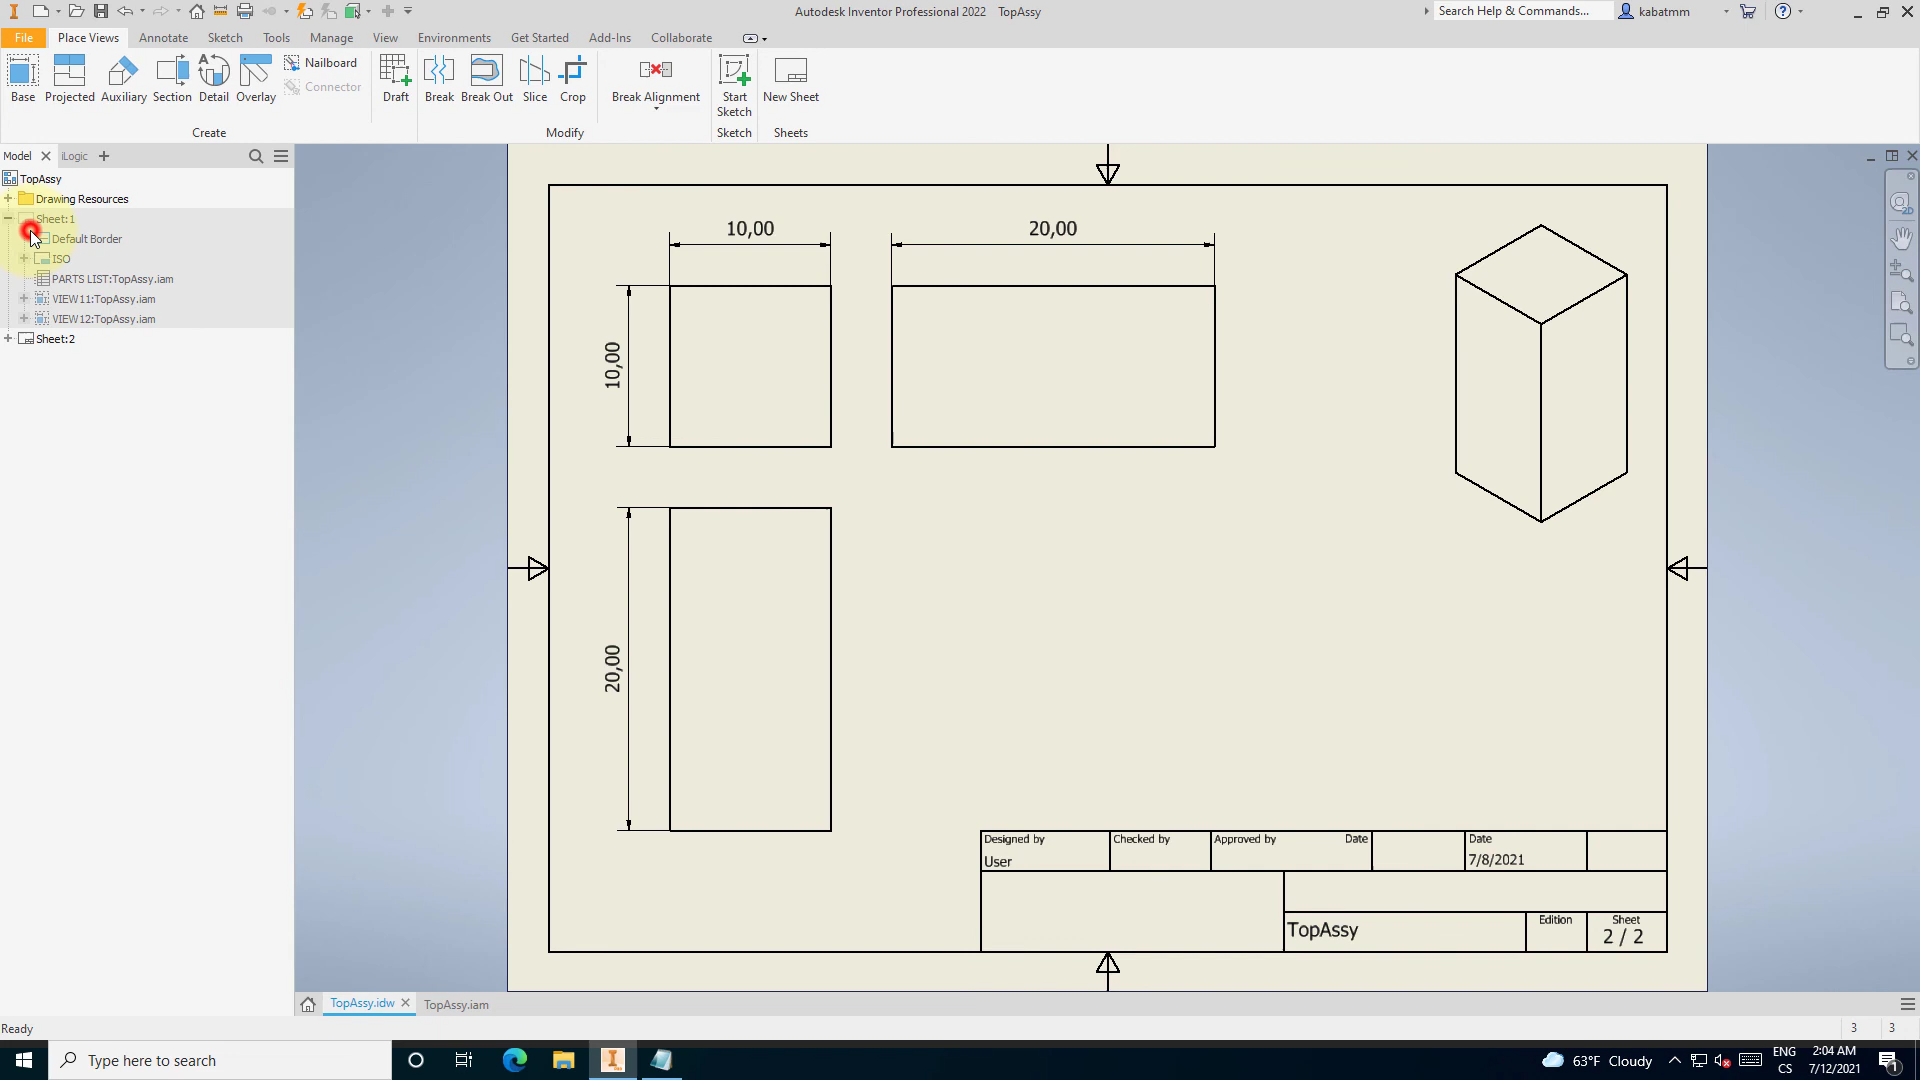 Autodesk Inventor Professional 2022 TopAssy
Search Help & Commands...
kabatmm
File Place Views Annotate Sketch Tools Manage View Environments Get Started Add-Ins Collaborate
Base Projected Auxiliary Section Detail Overlay
Nailboard
Connector
Draft Break Break Out Slice Crop
Break Alignment
Start
Sketch
New Sheet
Create Modify Sketch Sheets
Model iLogic
TopAssy
Drawing Resources
Sheet:1
Default Border
ISO
PARTS LIST:TopAssy.iam
VIEW11:TopAssy.iam
VIEW12:TopAssy.iam
Sheet:2
10,00
20,00
10,00
20,00
Designed by Checked by Approved by Date Date
User 7/8/2021
TopAssy
Edition
Sheet
2 / 2
TopAssy.idw TopAssy.iam
Ready
3 3
Type here to search
63°F Cloudy
ENG
CS
2:04 AM
7/12/2021
1